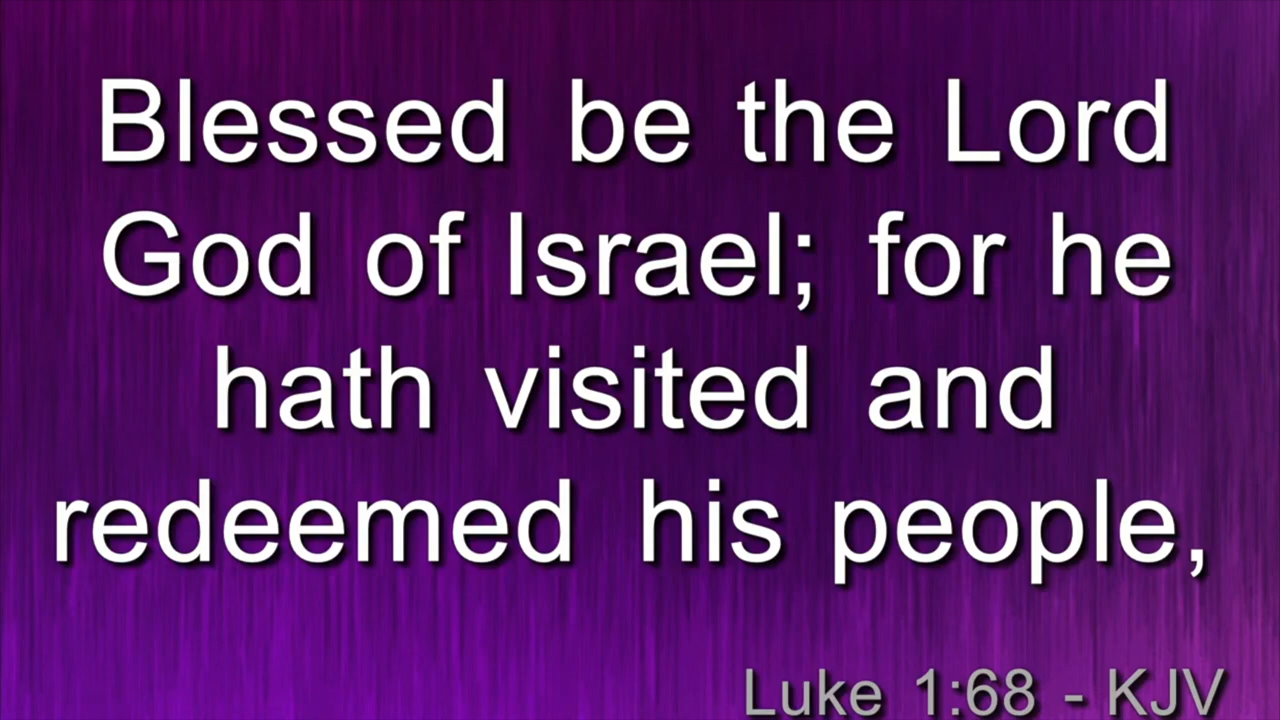 Blessed be the Lord
God of Israel; for he
hath visited and
redeemed his people,
Luke 1:68 - KJV